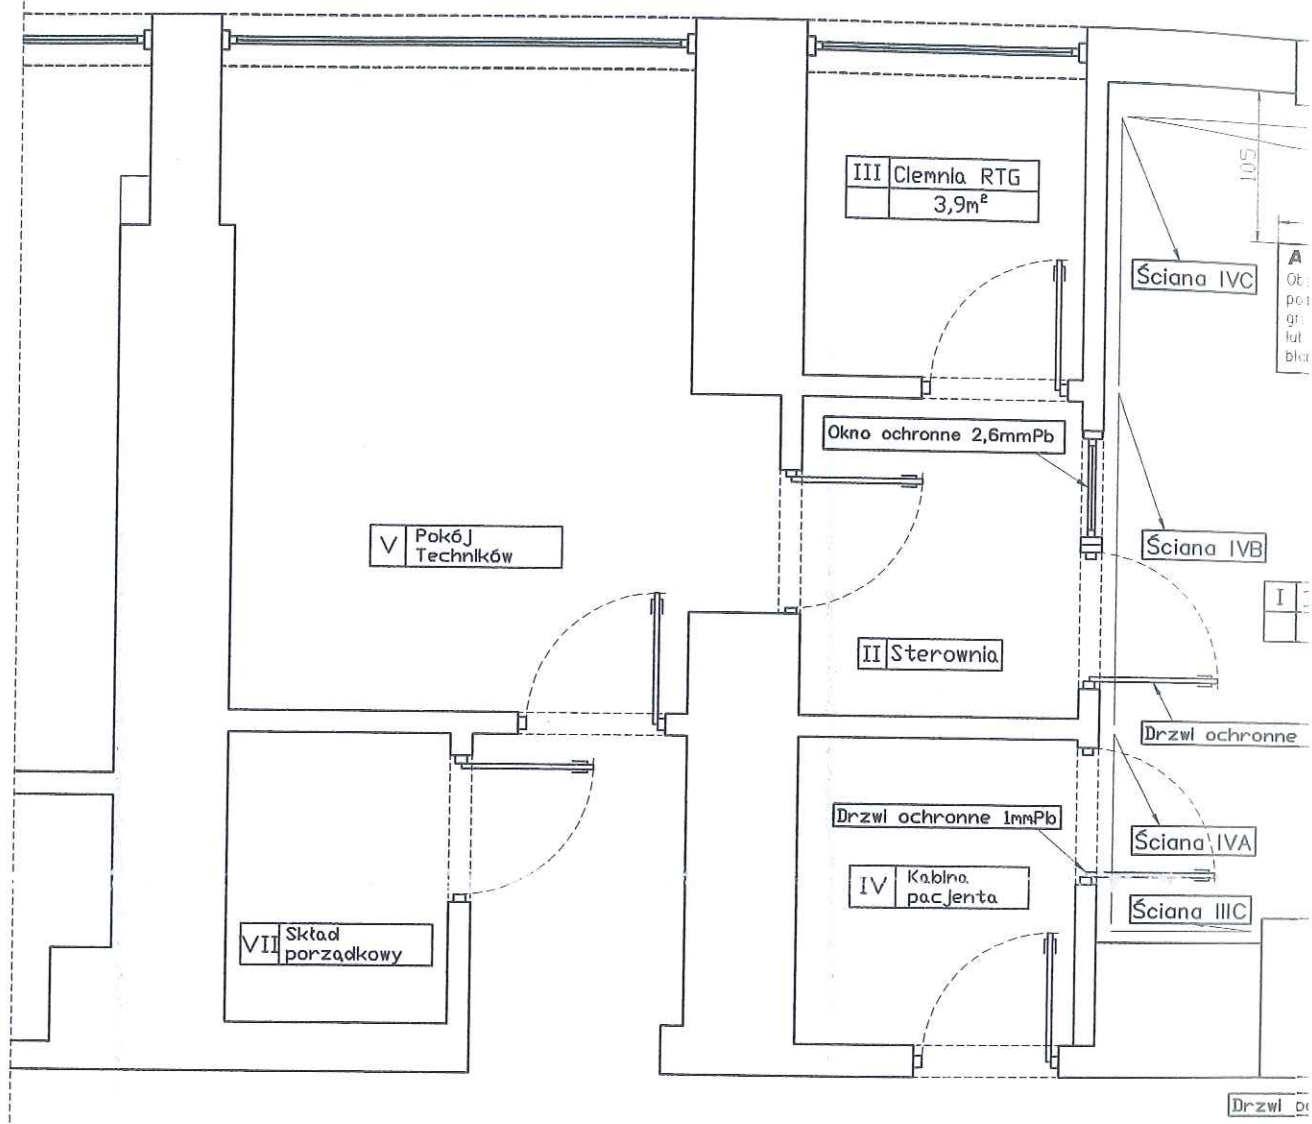 III Ciemnia RTG
3,9m²
105
Ściana IVC
A
Okno ochronne 2,6mmPb
V Pokój
Techników
Ściana IVB
I
II Sterownia
Drzwi ochronne
Drzwi ochronne 1mmPb
Ściana IVA
IV Kabina
pacjenta
Ściana IIIC
VII Skład
porządkowy
Drzwi